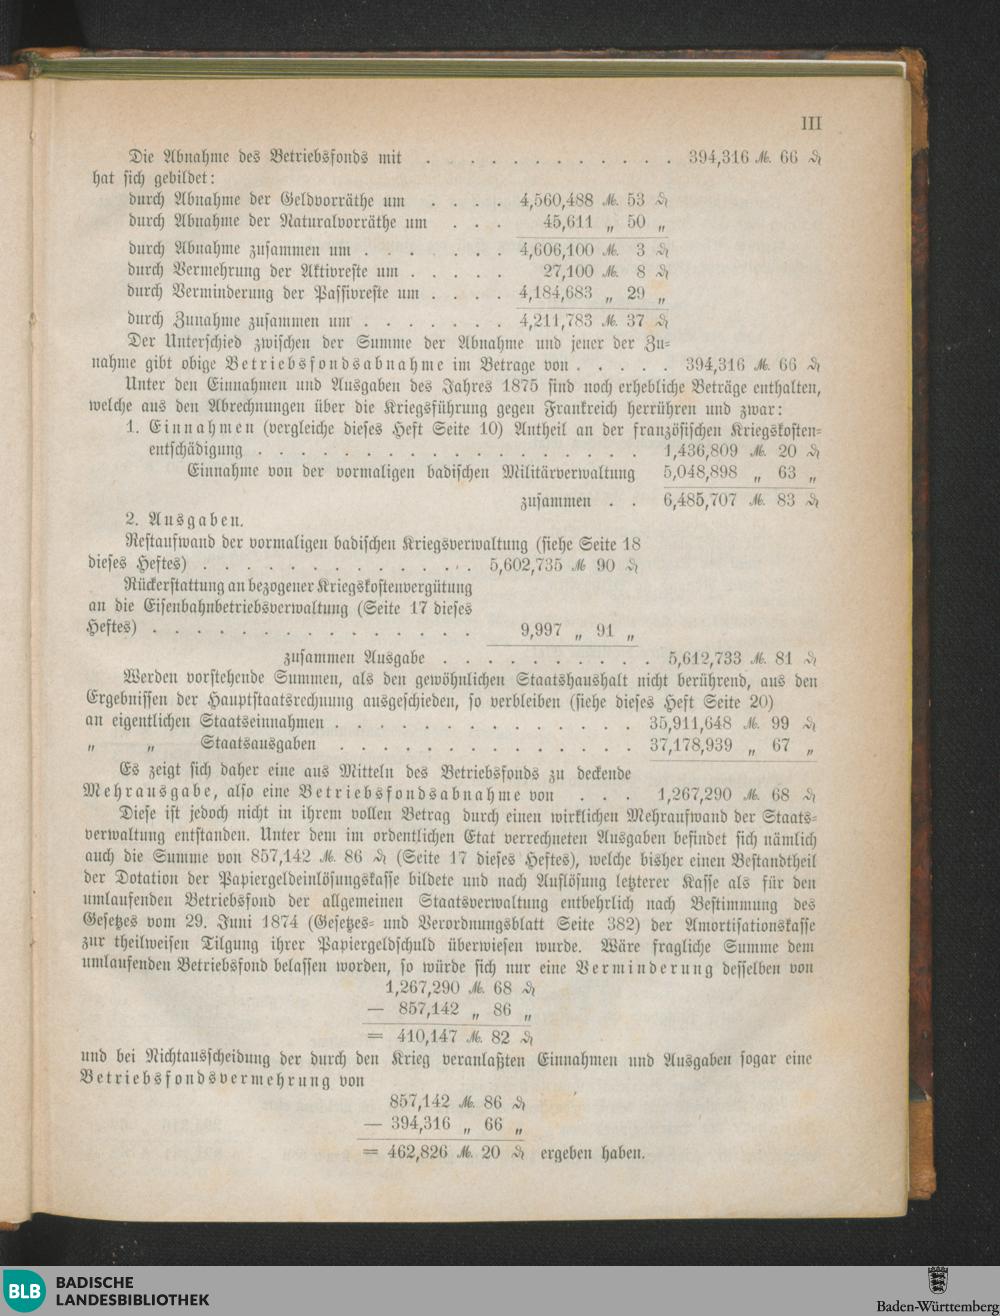 III
Die Abnahme des Betriebsfonds mit . . . . . . . . . . . . 394,316 ℳ. 66 ₰
hat sich gebildet:
durch Abnahme der Geldvorräthe um . . . . 4,560,488 ℳ. 53 ₰
durch Abnahme der Naturalvorräthe um . . . 45,611 „ 50 „
durch Abnahme zusammen um . . . . . . . 4,606,100 ℳ. 3 ₰
durch Vermehrung der Aktivreste um . . . . . 27,100 ℳ. 8 ₰
durch Verminderung der Passivreste um . . . . 4,184,683 „ 29 „
durch Zunahme zusammen um . . . . . . . 4,211,783 ℳ. 37 ₰
Der Unterschied zwischen der Summe der Abnahme und jener der Zu-
nahme gibt obige Betriebsfondsabnahme im Betrage von . . . . . 394,316 ℳ. 66 ₰
Unter den Einnahmen und Ausgaben des Jahres 1875 sind noch erhebliche Beträge enthalten,
welche aus den Abrechnungen über die Kriegsführung gegen Frankreich herrühren und zwar:
1. Einnahmen (vergleiche dieses Heft Seite 10) Antheil an der französischen Kriegskosten-
entschädigung . . . . . . . . . . . . . . . . . 1,436,809 ℳ. 20 ₰
Einnahme von der vormaligen badischen Militärverwaltung 5,048,898 „ 63 „
zusammen . . 6,485,707 ℳ. 83 ₰
2. Ausgaben.
Restaufwand der vormaligen badischen Kriegsverwaltung (siehe Seite 18
dieses Heftes) . . . . . . . . . . . . . 5,602,735 ℳ 90 ₰
Rückerstattung an bezogener Kriegskostenvergütung
an die Eisenbahnbetriebsverwaltung (Seite 17 dieses
Heftes) . . . . . . . . . . . . . . . 9,997 „ 91 „
zusammen Ausgabe . . . . . . . . . . 5,612,733 ℳ. 81 ₰
Werden vorstehende Summen, als den gewöhnlichen Staatshaushalt nicht berührend, aus den
Ergebnissen der Hauptstaatsrechnung ausgeschieden, so verbleiben (siehe dieses Heft Seite 20)
an eigentlichen Staatseinnahmen . . . . . . . . . . . . . . 35,911,648 ℳ. 99 ₰
„ „ Staatsausgaben . . . . . . . . . . . . . . 37,178,939 „ 67 „
Es zeigt sich daher eine aus Mitteln des Betriebsfonds zu deckende
Mehrausgabe, also eine Betriebsfondsabnahme von . . . 1,267,290 ℳ. 68 ₰
Diese ist jedoch nicht in ihrem vollen Betrag durch einen wirklichen Mehraufwand der Staats-
verwaltung entstanden. Unter dem im ordentlichen Etat verrechneten Ausgaben befindet sich nämlich
auch die Summe von 857,142 ℳ. 86 ₰ (Seite 17 dieses Heftes), welche bisher einen Bestandtheil
der Dotation der Papiergeldeinlösungskasse bildete und nach Auflösung letzterer Kasse als für den
umlaufenden Betriebsfond der allgemeinen Staatsverwaltung entbehrlich nach Bestimmung des
Gesetzes vom 29. Juni 1874 (Gesetzes- und Verordnungsblatt Seite 382) der Amortisationskasse
zur theilweisen Tilgung ihrer Papiergeldschuld überwiesen wurde. Wäre fragliche Summe dem
umlaufenden Betriebsfond belassen worden, so würde sich nur eine Verminderung desselben von
1,267,290 ℳ. 68 ₰
— 857,142 „ 86 „
= 410,147 ℳ. 82 ₰
und bei Nichtausscheidung der durch den Krieg veranlaßten Einnahmen und Ausgaben sogar eine
Betriebsfondsvermehrung von
857,142 ℳ. 86 ₰
— 394,316 „ 66 „
= 462,826 ℳ. 20 ₰ ergeben haben.
BLB BADISCHE
LANDESBIBLIOTHEK
Baden-Württemberg